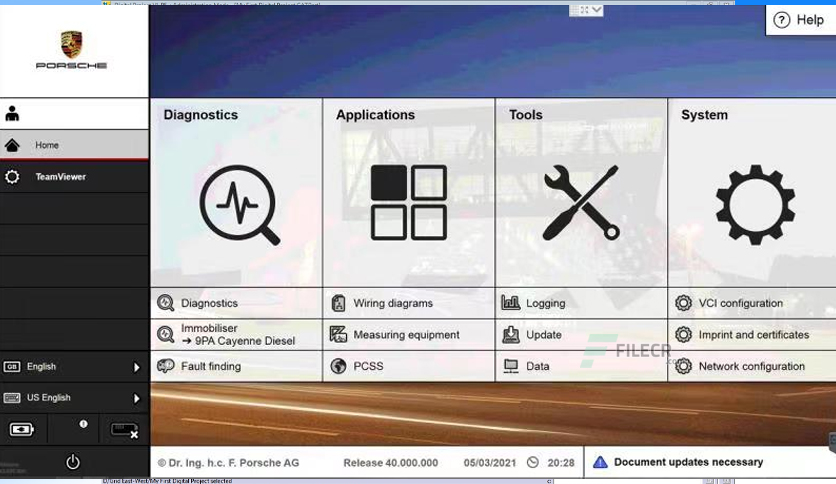 Help
PORSCHE
Diagnostics
Applications
Tools
System
Home
TeamViewer
Diagnostics
Wiring diagrams
Logging
VCI configuration
Immobiliser
→ 9PA Cayenne Diesel
Measuring equipment
Update
Imprint and certificates
Fault finding
PCSS
Data
Network configuration
FILECR
.com
GB English
US English
© Dr. Ing. h.c. F. Porsche AG
Release 40.000.000
05/03/2021
20:28
Document updates necessary